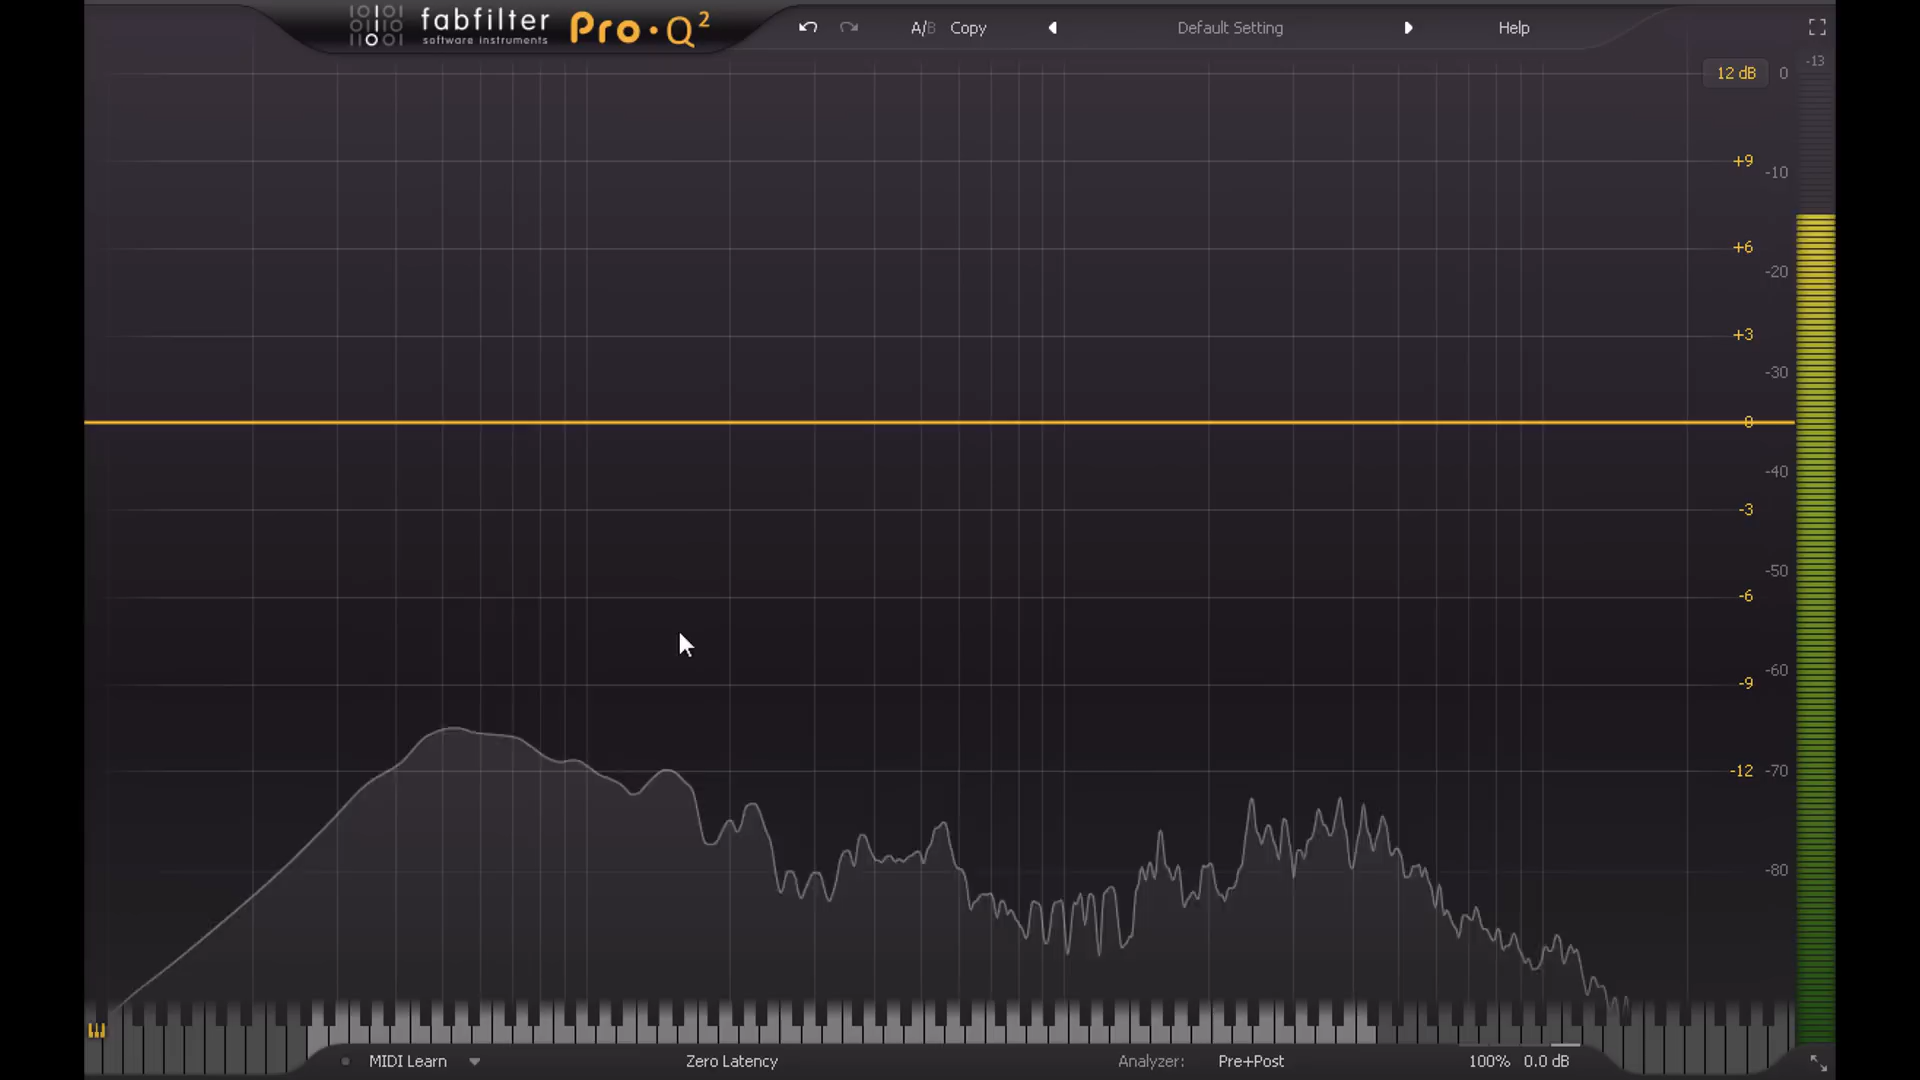 fabfilter
software instruments
Pro·Q²
A/B Copy Default Setting Help
12 dB 0 -13
+9 -10
+6 -20
+3 -30
0 -40
-3 -50
-6 -60
-9
-12 -70
-80
MIDI Learn Zero Latency Analyzer: Pre+Post 100% 0.0 dB